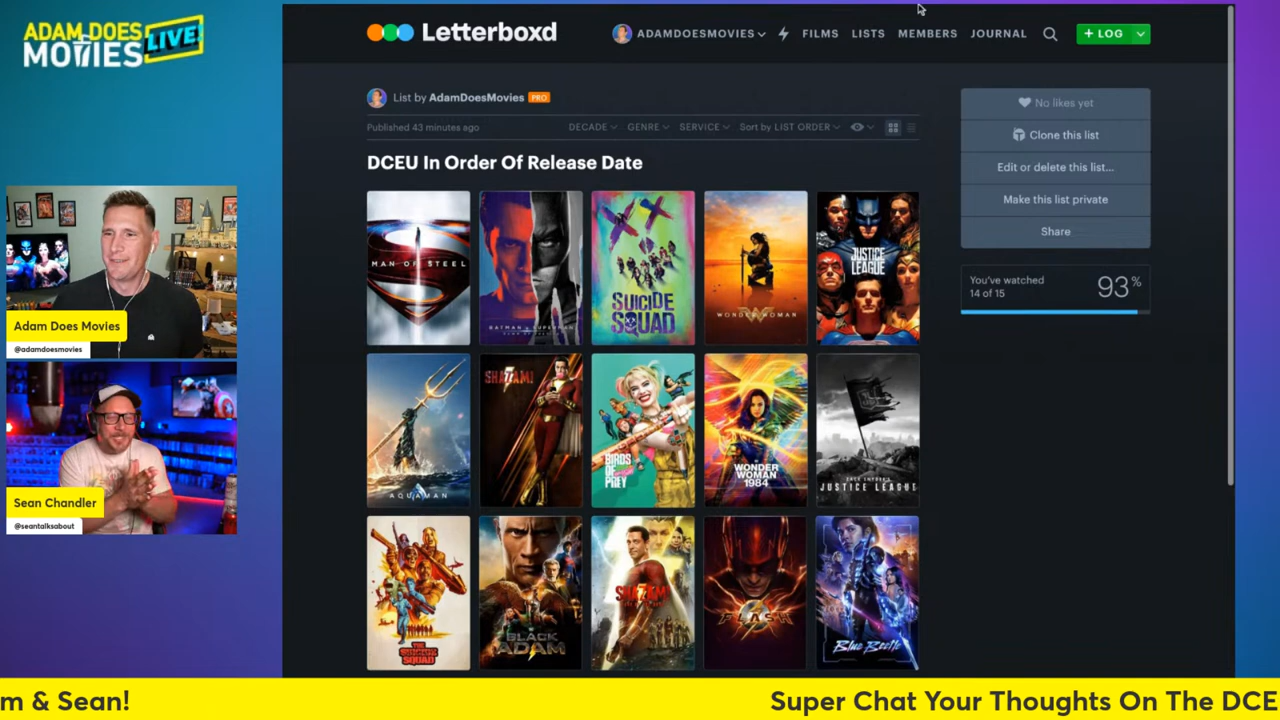 ADAM DOES
MOVIES LIVE!
Letterboxd
ADAMDOESMOVIES
FILMS
LISTS
MEMBERS
JOURNAL
+ LOG
List by AdamDoesMovies PRO
Published 43 minutes ago
DECADE
GENRE
SERVICE
Sort by LIST ORDER
DCEU In Order Of Release Date
No likes yet
Clone this list
Edit or delete this list...
Make this list private
Share
You've watched
14 of 15
93%
MAN OF STEEL
BATMAN V SUPERMAN
SUICIDE
SQUAD
WONDER WOMAN
JUSTICE
LEAGUE
AQUAMAN
SHAZAM!
BIRDS
OF
PREY
WONDER
WOMAN
1984
ZACK SNYDER'S
JUSTICE LEAGUE
THE
SUICIDE
SQUAD
BLACK
ADAM
SHAZAM!
FLASH
Blue Beetle
Adam Does Movies
@adamdoesmovies
Sean Chandler
@seantalksabout
m & Sean!
Super Chat Your Thoughts On The DCE